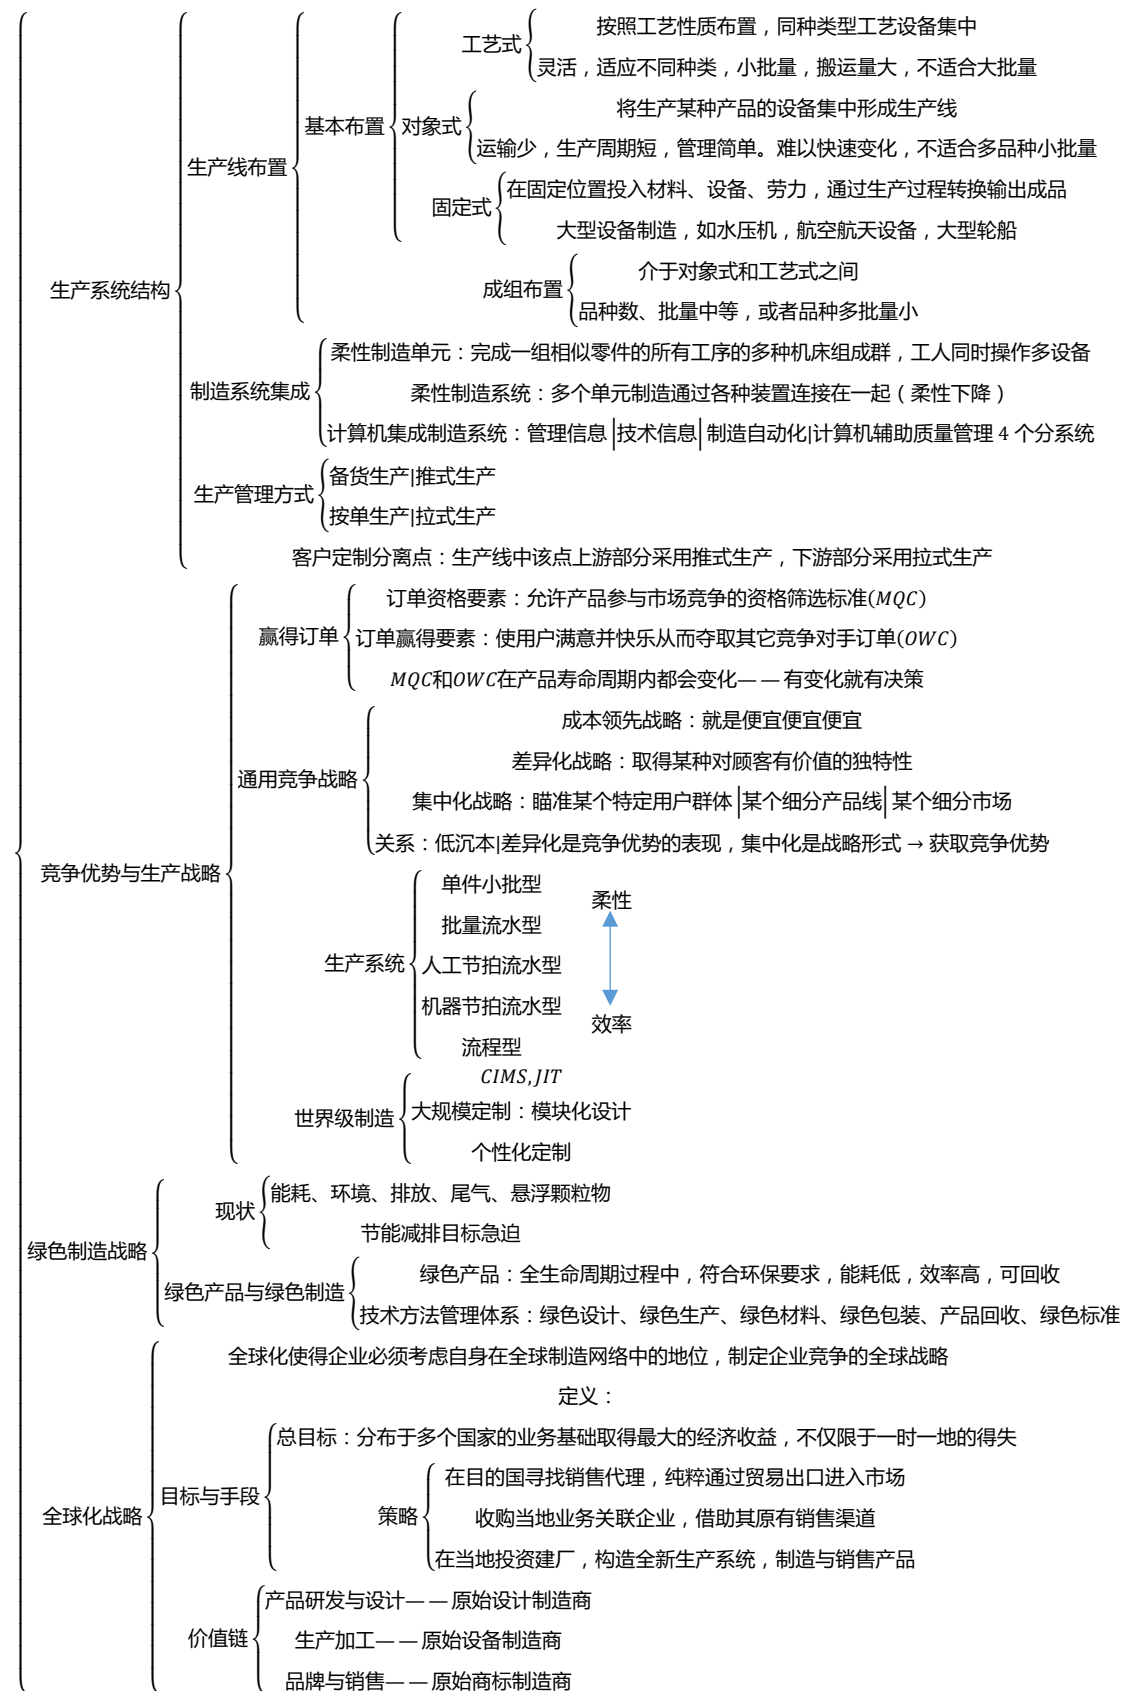 工艺式
按照工艺性质布置，同种类型工艺设备集中
灵活，适应不同种类，小批量，搬运量大，不适合大批量
基本布置
对象式
将生产某种产品的设备集中形成生产线
运输少，生产周期短，管理简单。难以快速变化，不适合多品种小批量
生产线布置
固定式
在固定位置投入材料、设备、劳力，通过生产过程转换输出成品
大型设备制造，如水压机，航空航天设备，大型轮船
生产系统结构
成组布置
介于对象式和工艺式之间
品种数、批量中等，或者品种多批量小
制造系统集成
柔性制造单元：完成一组相似零件的所有工序的多种机床组成群，工人同时操作多设备
柔性制造系统：多个单元制造通过各种装置连接在一起（柔性下降）
计算机集成制造系统：管理信息|技术信息|制造自动化|计算机辅助质量管理 4 个分系统
生产管理方式
备货生产|推式生产
按单生产|拉式生产
客户定制分离点：生产线中该点上游部分采用推式生产，下游部分采用拉式生产
赢得订单
订单资格要素：允许产品参与市场竞争的资格筛选标准(MQC)
订单赢得要素：使用户满意并快乐从而夺取其它竞争对手订单(OWC)
MQC和OWC在产品寿命周期内都会变化——有变化就有决策
通用竞争战略
成本领先战略：就是便宜便宜便宜
差异化战略：取得某种对顾客有价值的独特性
集中化战略：瞄准某个特定用户群体|某个细分产品线|某个细分市场
关系：低沉本|差异化是竞争优势的表现，集中化是战略形式 → 获取竞争优势
竞争优势与生产战略
生产系统
单件小批型
批量流水型
人工节拍流水型
机器节拍流水型
流程型
柔性
效率
世界级制造
CIMS,JIT
大规模定制：模块化设计
个性化定制
绿色制造战略
现状
能耗、环境、排放、尾气、悬浮颗粒物
节能减排目标急迫
绿色产品与绿色制造
绿色产品：全生命周期过程中，符合环保要求，能耗低，效率高，可回收
技术方法管理体系：绿色设计、绿色生产、绿色材料、绿色包装、产品回收、绿色标准
全球化战略
全球化使得企业必须考虑自身在全球制造网络中的地位，制定企业竞争的全球战略
定义：
目标与手段
总目标：分布于多个国家的业务基础取得最大的经济收益，不仅限于一时一地的得失
策略
在目的国寻找销售代理，纯粹通过贸易出口进入市场
收购当地业务关联企业，借助其原有销售渠道
在当地投资建厂，构造全新生产系统，制造与销售产品
价值链
产品研发与设计——原始设计制造商
生产加工——原始设备制造商
品牌与销售——原始商标制造商